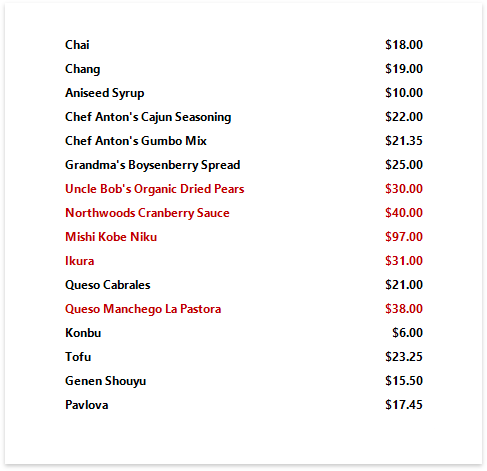 Chai $18.00
Chang $19.00
Aniseed Syrup $10.00
Chef Anton's Cajun Seasoning $22.00
Chef Anton's Gumbo Mix $21.35
Grandma's Boysenberry Spread $25.00
Uncle Bob's Organic Dried Pears $30.00
Northwoods Cranberry Sauce $40.00
Mishi Kobe Niku $97.00
Ikura $31.00
Queso Cabrales $21.00
Queso Manchego La Pastora $38.00
Konbu $6.00
Tofu $23.25
Genen Shouyu $15.50
Pavlova $17.45